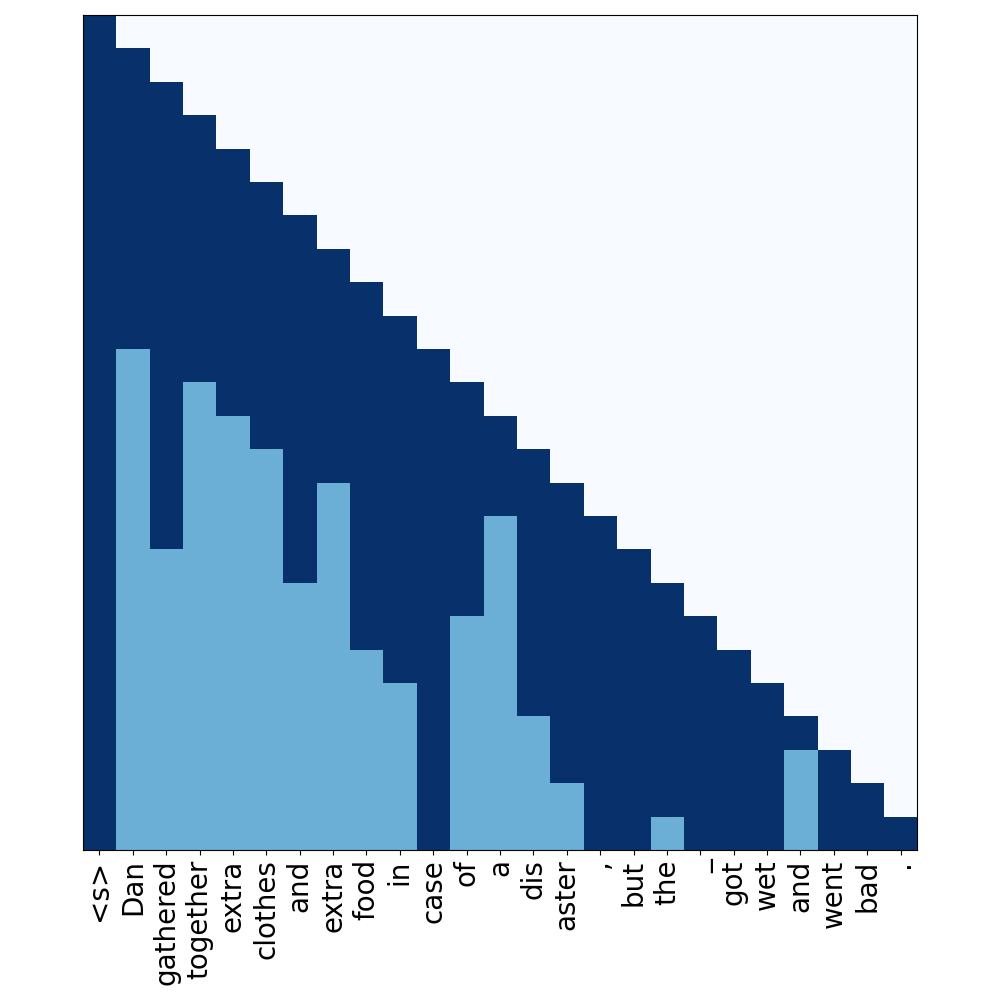 <s>
Dan
gathered
together
extra
clothes
and
extra
food
in
case
of
a
dis
aster
,
but
the
_
got
wet
and
went
bad
.